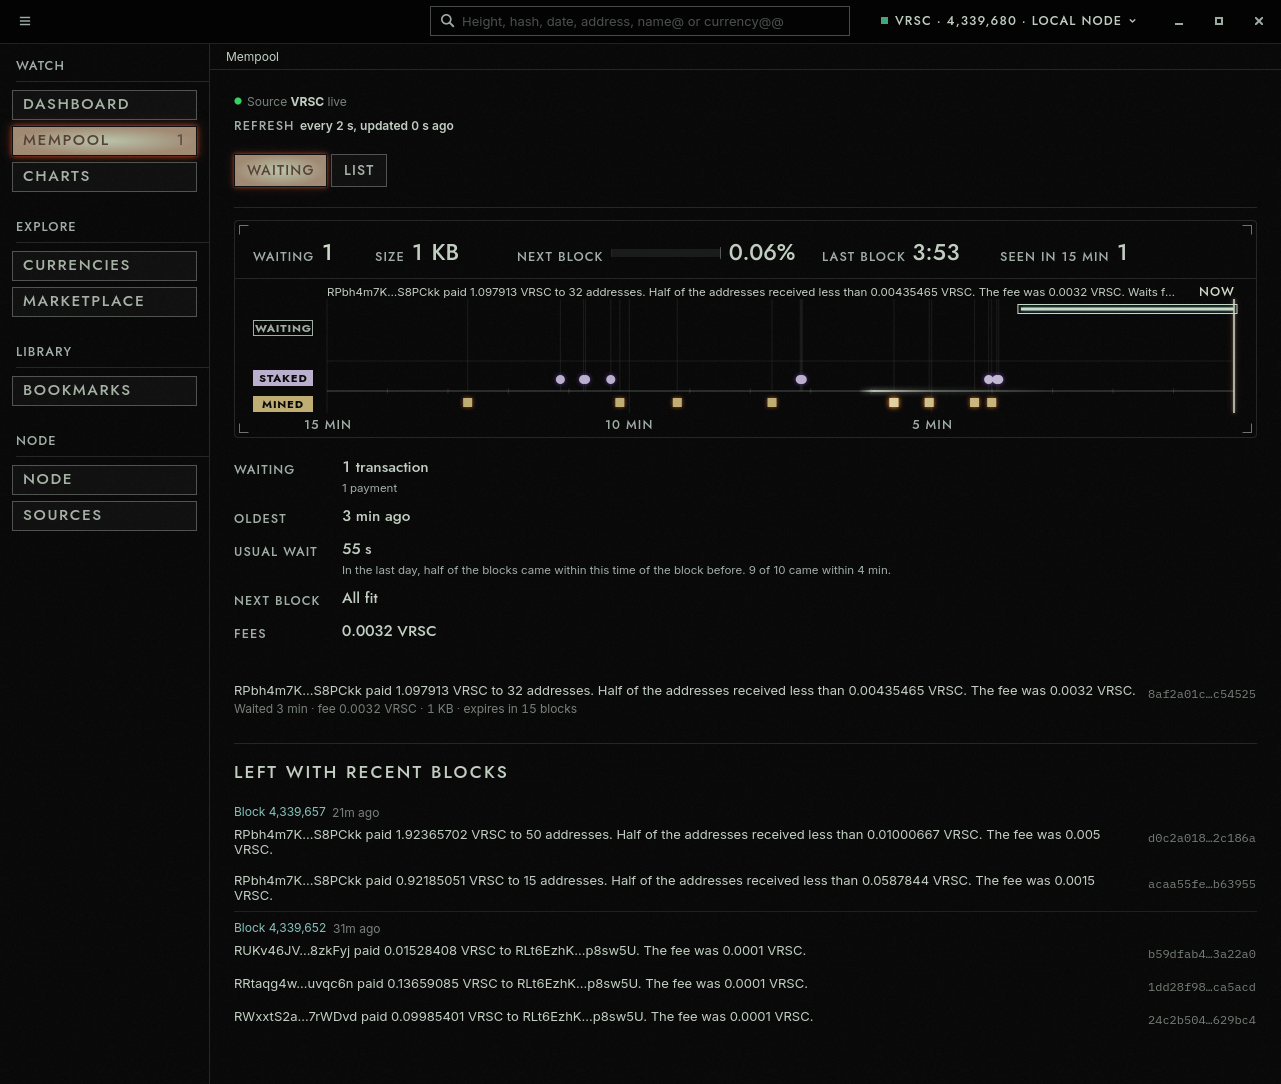 Height, hash, date, address, name@ or currency@@
VRSC · 4,339,680 · LOCAL NODE
WATCH
DASHBOARD
MEMPOOL 1
CHARTS
EXPLORE
CURRENCIES
MARKETPLACE
LIBRARY
BOOKMARKS
NODE
NODE
SOURCES
Mempool
Source VRSC live
REFRESH every 2 s, updated 0 s ago
WAITING LIST
WAITING 1 SIZE 1 KB NEXT BLOCK 0.06% LAST BLOCK 3:53 SEEN IN 15 MIN 1
RPbh4m7K…S8PCkk paid 1.097913 VRSC to 32 addresses. Half of the addresses received less than 0.00435465 VRSC. The fee was 0.0032 VRSC. Waits f… NOW
WAITING
STAKED
MINED
15 MIN 10 MIN 5 MIN
WAITING 1 transaction
1 payment
OLDEST 3 min ago
USUAL WAIT 55 s
In the last day, half of the blocks came within this time of the block before. 9 of 10 came within 4 min.
NEXT BLOCK All fit
FEES 0.0032 VRSC
RPbh4m7K…S8PCkk paid 1.097913 VRSC to 32 addresses. Half of the addresses received less than 0.00435465 VRSC. The fee was 0.0032 VRSC. 8af2a01c…c54525
Waited 3 min · fee 0.0032 VRSC · 1 KB · expires in 15 blocks
LEFT WITH RECENT BLOCKS
Block 4,339,657 21m ago
RPbh4m7K…S8PCkk paid 1.92365702 VRSC to 50 addresses. Half of the addresses received less than 0.01000667 VRSC. The fee was 0.005 d0c2a018…2c186a
VRSC.
RPbh4m7K…S8PCkk paid 0.92185051 VRSC to 15 addresses. Half of the addresses received less than 0.0587844 VRSC. The fee was 0.0015 acaa55fe…b63955
VRSC.
Block 4,339,652 31m ago
RUKv46JV…8zkFyj paid 0.01528408 VRSC to RLt6EzhK…p8sw5U. The fee was 0.0001 VRSC. b59dfab4…3a22a0
RRtaqg4w…uvqc6n paid 0.13659085 VRSC to RLt6EzhK…p8sw5U. The fee was 0.0001 VRSC. 1dd28f98…ca5acd
RWxxtS2a…7rWDvd paid 0.09985401 VRSC to RLt6EzhK…p8sw5U. The fee was 0.0001 VRSC. 24c2b504…629bc4